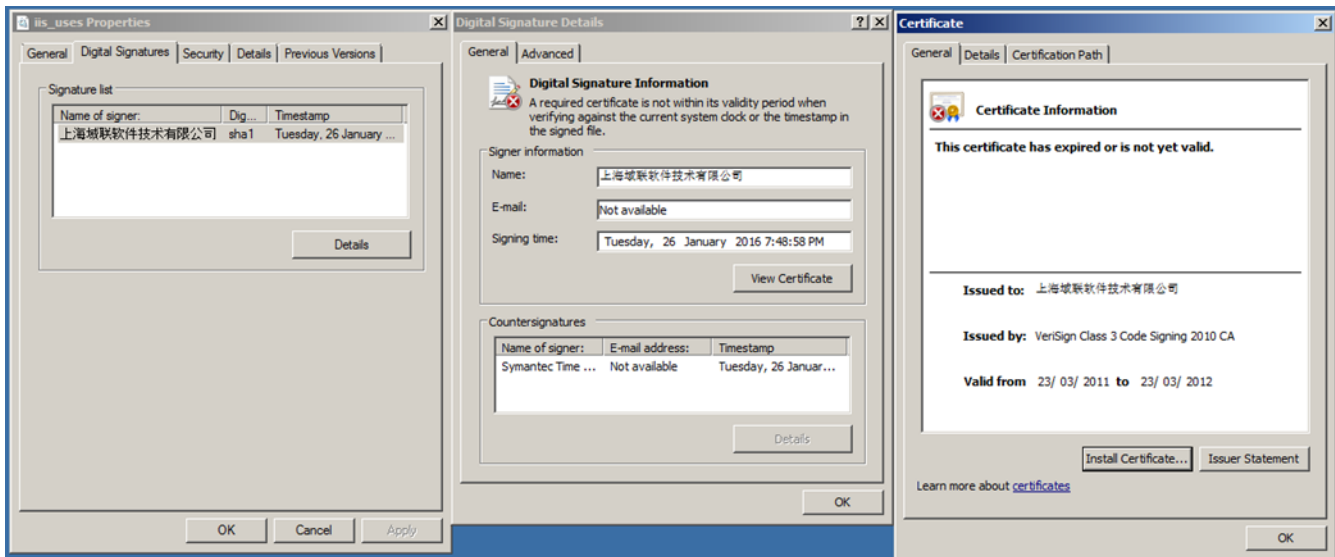 iis_uses Properties
General Digital Signatures Security Details Previous Versions
Signature list
Name of signer: Dig... Timestamp
上海域联软件技术有限公司 sha1 Tuesday, 26 January ...
Details
OK Cancel Apply
Digital Signature Details
General Advanced
Digital Signature Information
A required certificate is not within its validity period when
verifying against the current system clock or the timestamp in
the signed file.
Signer information
Name: 上海域联软件技术有限公司
E-mail: Not available
Signing time: Tuesday, 26 January 2016 7:48:58 PM
View Certificate
Countersignatures
Name of signer: E-mail address: Timestamp
Symantec Time ... Not available Tuesday, 26 Januar...
Details
OK
Certificate
General Details Certification Path
Certificate Information
This certificate has expired or is not yet valid.
Issued to: 上海域联软件技术有限公司
Issued by: VeriSign Class 3 Code Signing 2010 CA
Valid from 23/ 03/ 2011 to 23/ 03/ 2012
Install Certificate... Issuer Statement
Learn more about certificates
OK